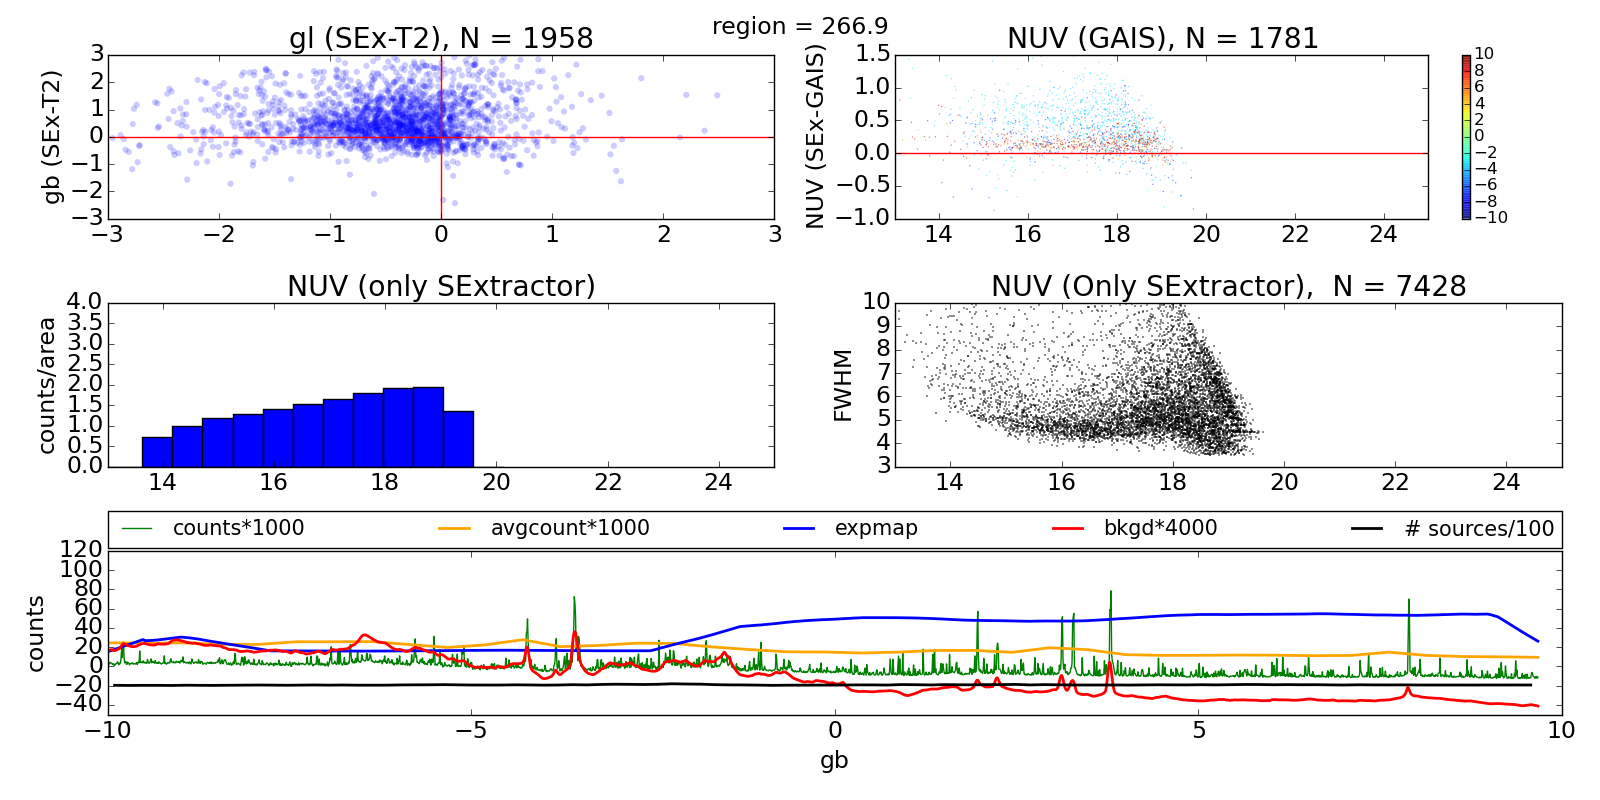 region = 266.9
gl (SEx-T2), N = 1958
gb (SEx-T2)
3
2
1
0
−1
−2
−3
−3 −2 −1 0 1 2 3
NUV (GAIS), N = 1781
NUV (SEx-GAIS)
1.5
1.0
0.5
0.0
−0.5
−1.0
14 16 18 20 22 24
10
8
6
4
2
0
−2
−4
−6
−8
−10
NUV (only SExtractor)
counts/area
4.0
3.5
3.0
2.5
2.0
1.5
1.0
0.5
0.0
14 16 18 20 22 24
NUV (Only SExtractor),  N = 7428
FWHM
10
9
8
7
6
5
4
3
14 16 18 20 22 24
counts*1000 avgcount*1000 expmap bkgd*4000 # sources/100
counts
120
100
80
60
40
20
0
−20
−40
−10 −5 0 5 10
gb